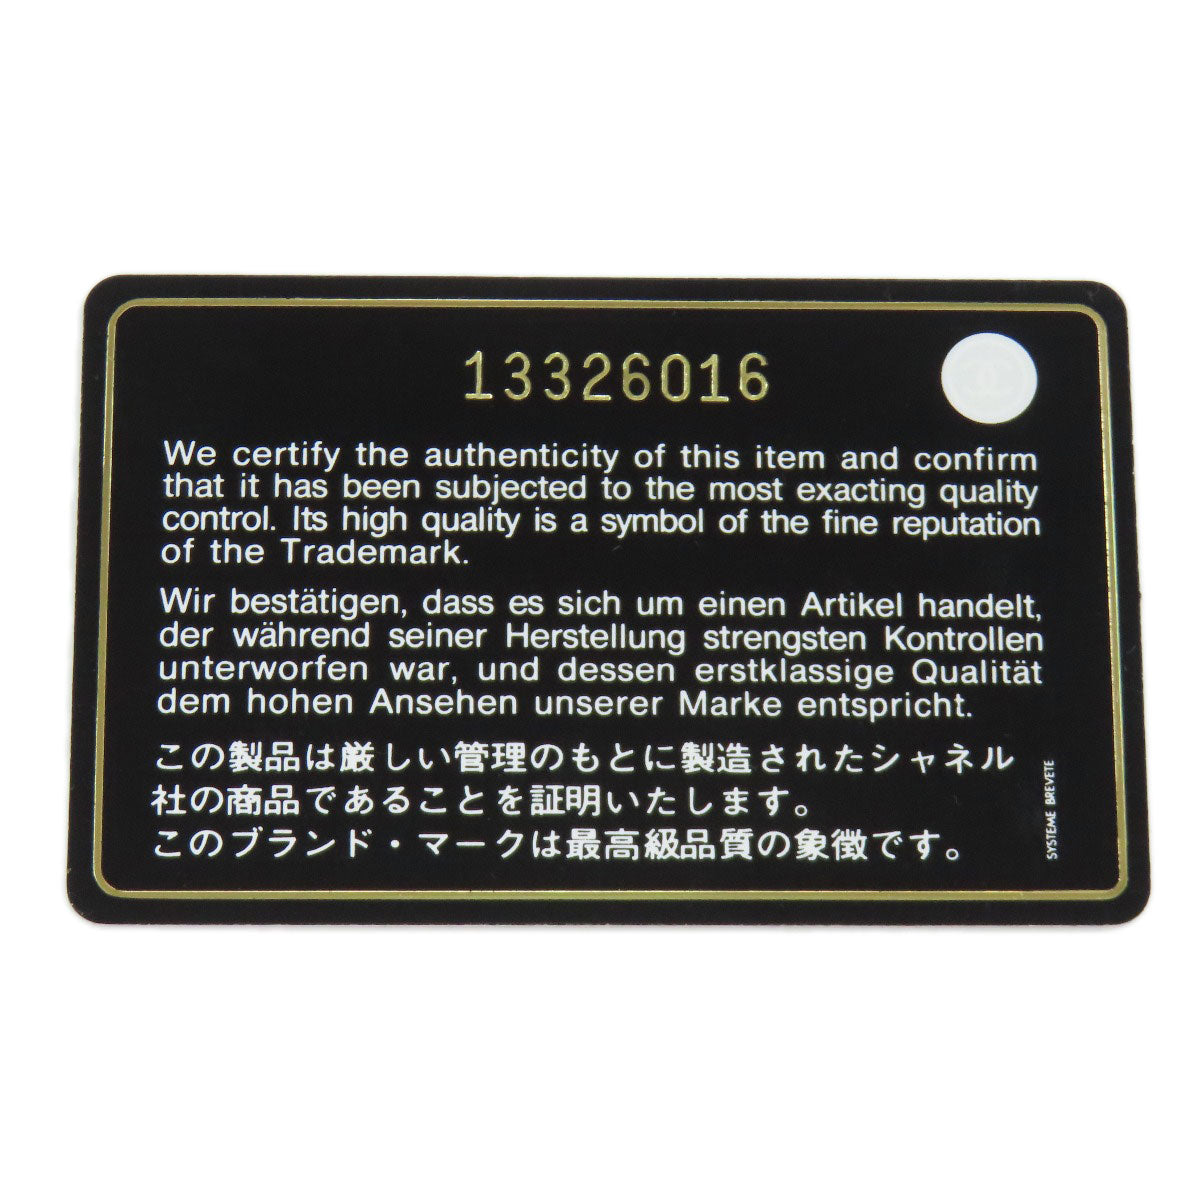 13326016
We certify the authenticity of this item and confirm
that it has been subjected to the most exacting quality
control. Its high quality is a symbol of the fine reputation
of the Trademark.
Wir bestätigen, dass es sich um einen Artikel handelt,
der während seiner Herstellung strengsten Kontrollen
unterworfen war, und dessen erstklassige Qualität
dem hohen Ansehen unserer Marke entspricht.
この製品は厳しい管理のもとに製造されたシャネル
社の商品であることを証明いたします。
このブランド・マークは最高級品質の象徴です。
SYSTEME BREVETE